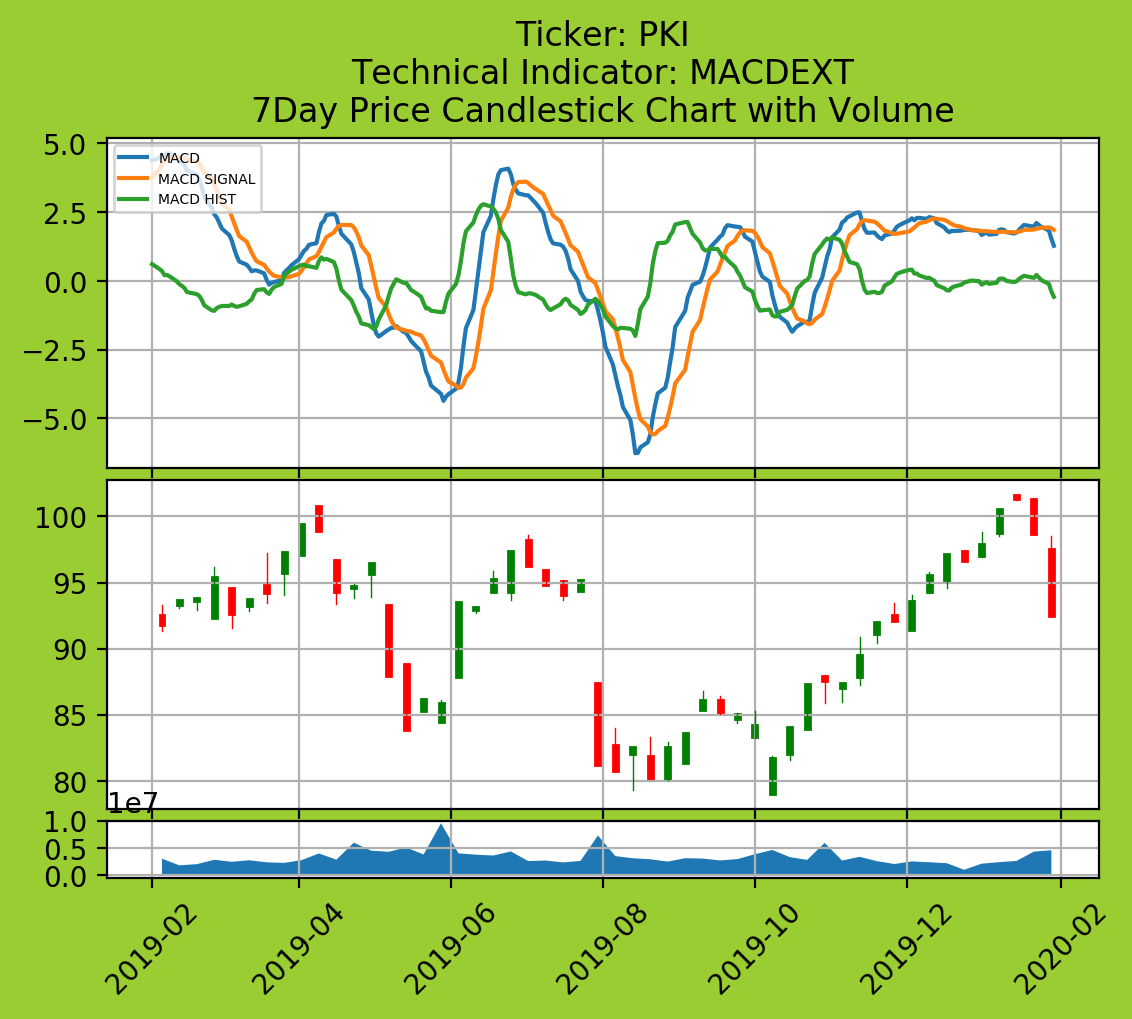 Ticker: PKI
Technical Indicator: MACDEXT
7Day Price Candlestick Chart with Volume
5.0
2.5
0.0
−2.5
−5.0
MACD
MACD SIGNAL
MACD HIST
100
95
90
85
80
1e7
1.0
0.5
0.0
2019-02
2019-04
2019-06
2019-08
2019-10
2019-12
2020-02